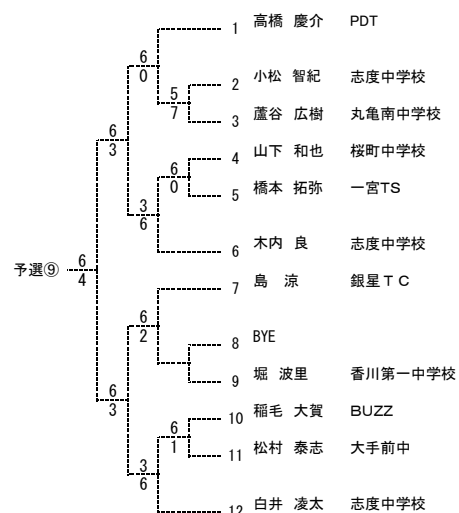 1 高橋 慶介 PDT
6
0
2 小松 智紀 志度中学校
5
7
3 蘆谷 広樹 丸亀南中学校
6
3
4 山下 和也 桜町中学校
6
0
5 橋本 拓弥 一宮TS
3
6
6 木内 良 志度中学校
予選⑨
6
4
7 島 涼 銀星TC
6
2
8 BYE
9 堀 波里 香川第一中学校
6
3
10 稲毛 大賀 BUZZ
6
1
11 松村 泰志 大手前中
3
6
12 白井 凌太 志度中学校